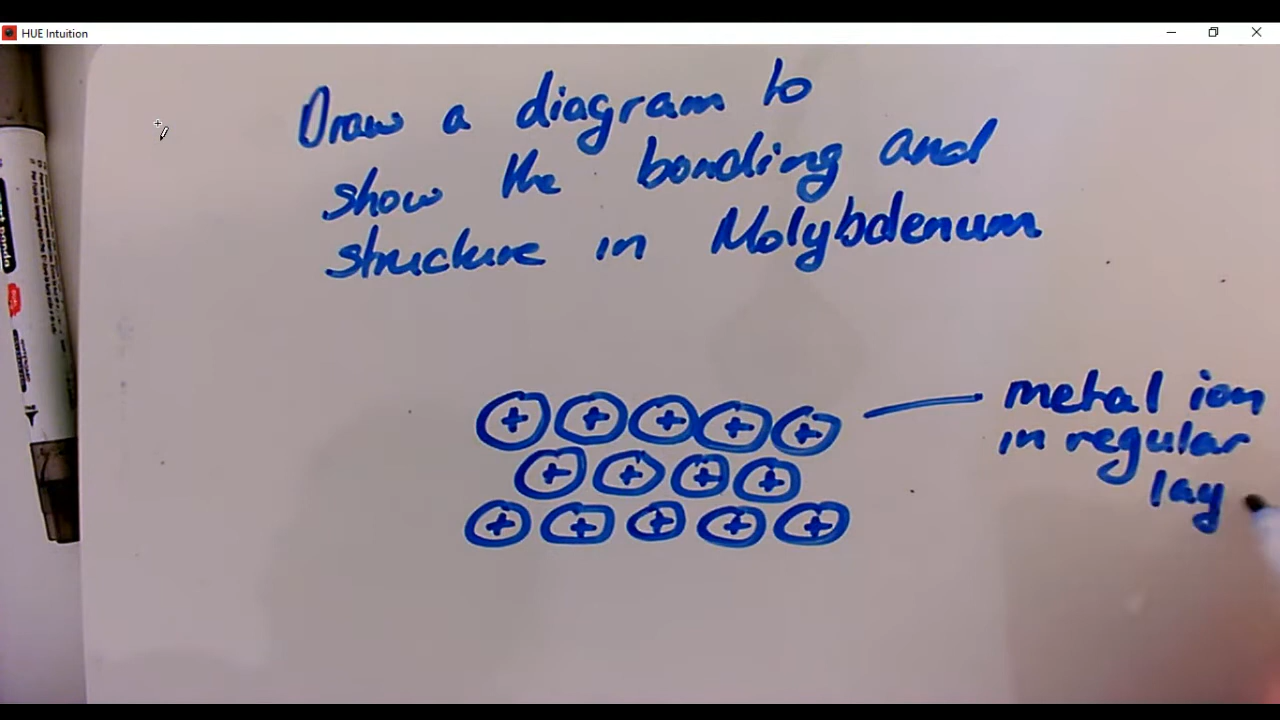 HUE Intuition
Draw a diagram to
show the bonding and
structure in Molybdenum
+ + + + +
+ + + +
+ + + + +
metal ion
in regular
lay